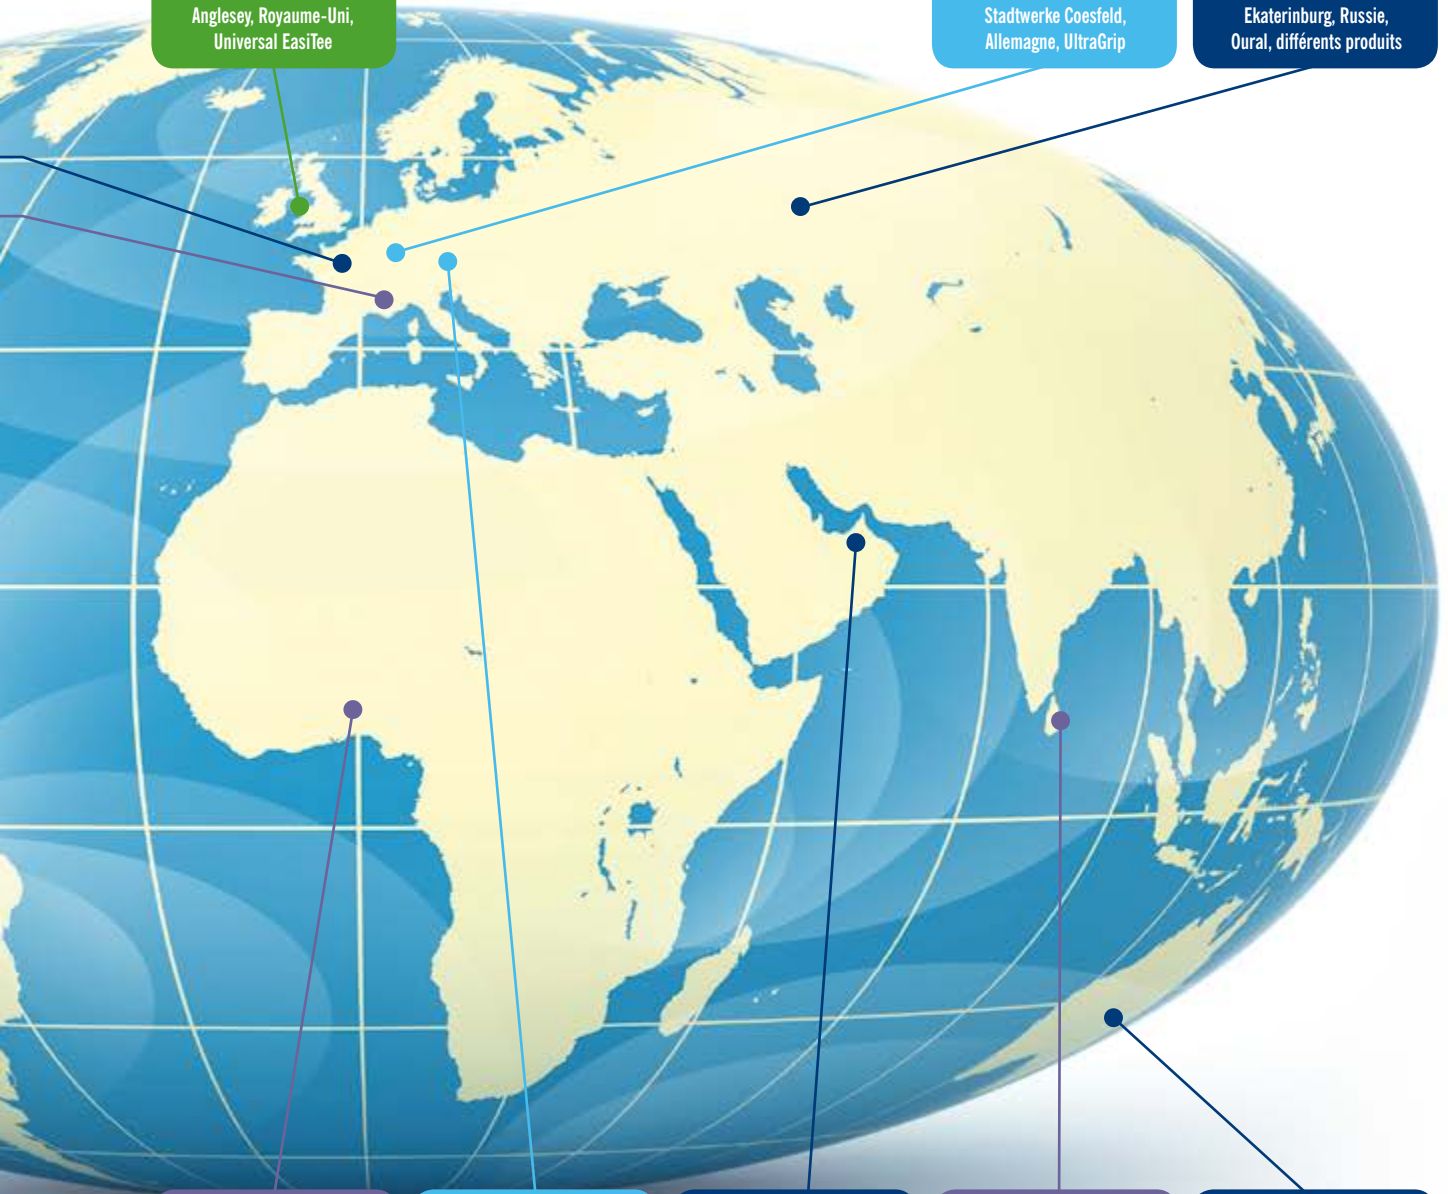 Anglesey, Royaume-Uni,
Universal EasiTee
Stadtwerke Coesfeld,
Allemagne, UltraGrip
Ekaterinburg, Russie,
Oural, différents produits